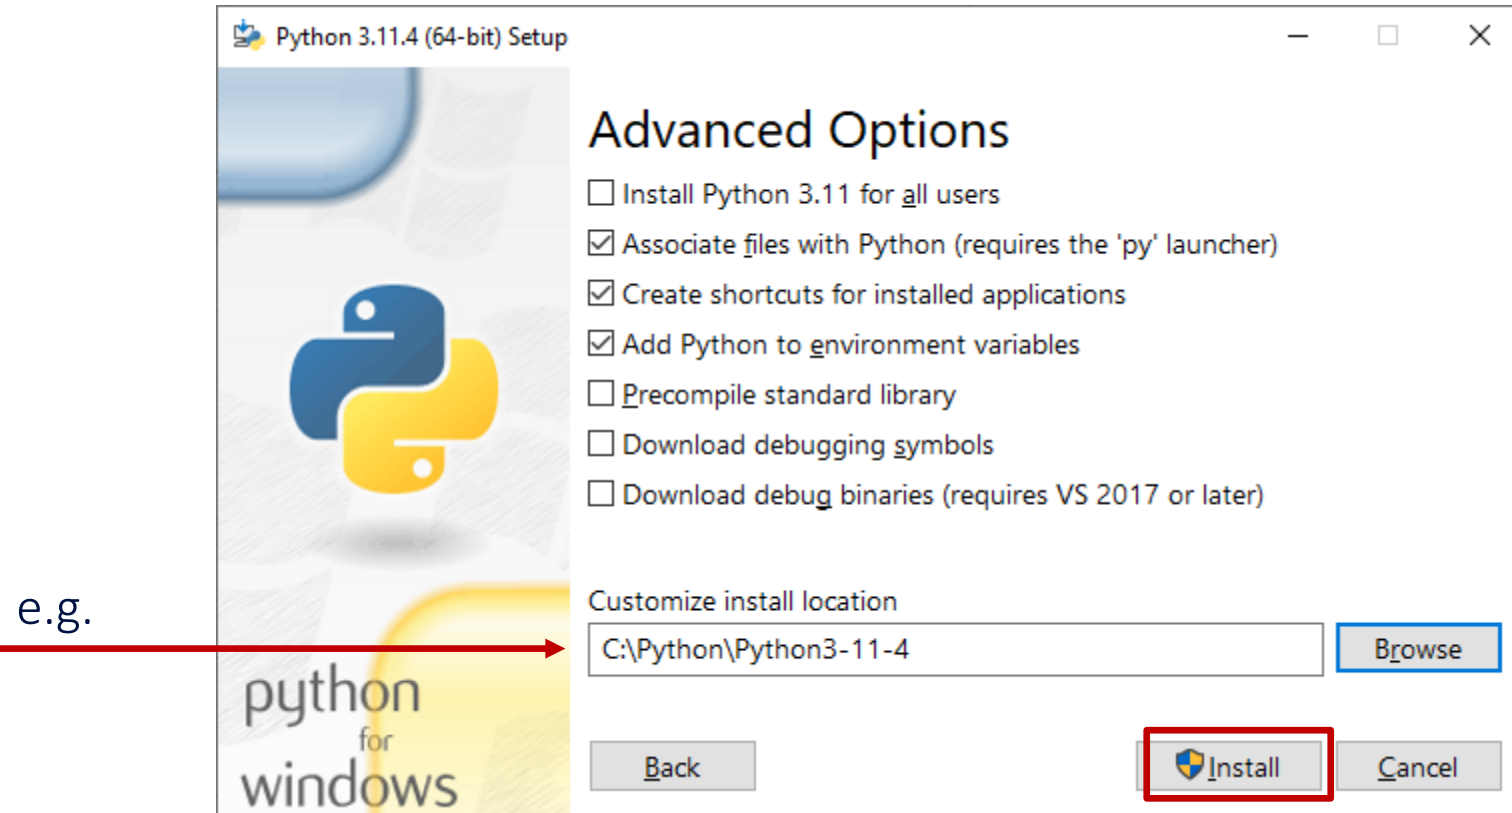 Python 3.11.4 (64-bit) Setup
Advanced Options
Install Python 3.11 for all users
Associate files with Python (requires the 'py' launcher)
Create shortcuts for installed applications
Add Python to environment variables
Precompile standard library
Download debugging symbols
Download debug binaries (requires VS 2017 or later)
Customize install location
e.g.
C:\Python\Python3-11-4
Browse
python
for
windows
Back
Install
Cancel